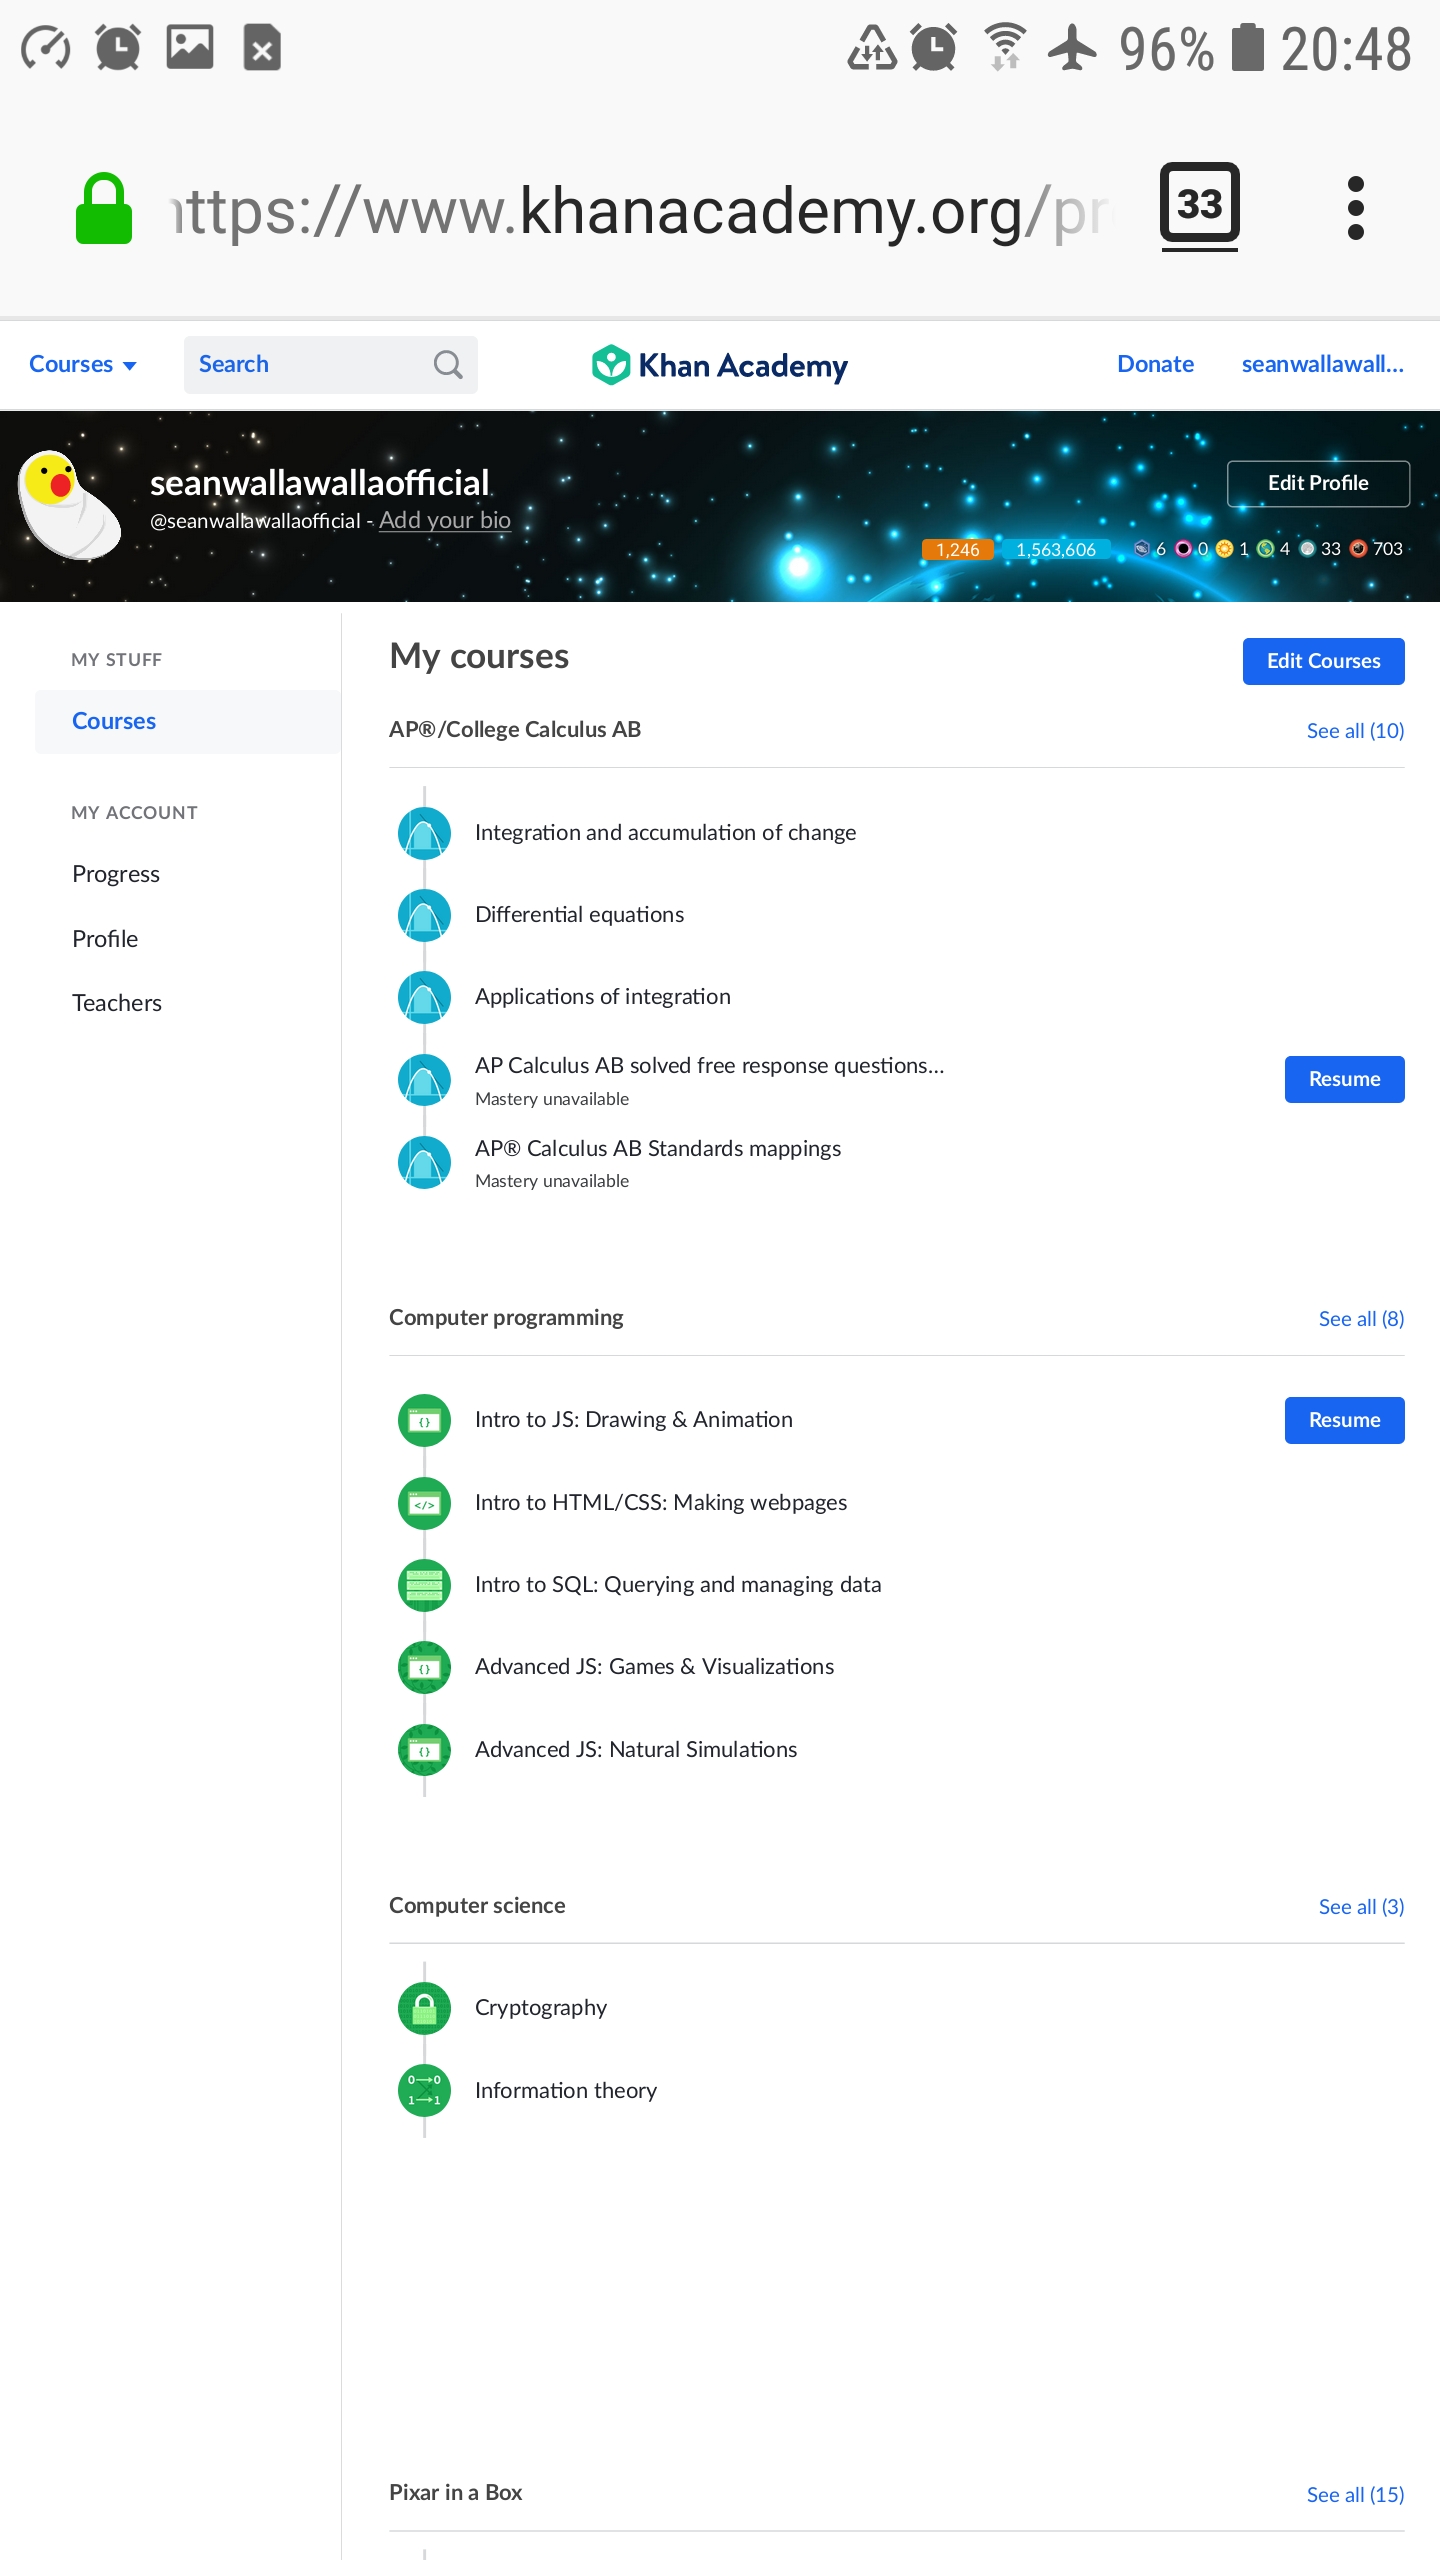 96% 20:48
https://www.khanacademy.org/pr
33
Courses
Search
Khan Academy
Donate
seanwallawall...
seanwallawallaofficial
@seanwallawallaofficial - Add your bio
Edit Profile
1,246 1,563,606 6 0 1 4 33 703
MY STUFF
Courses
MY ACCOUNT
Progress
Profile
Teachers
My courses
Edit Courses
AP®/College Calculus AB
See all (10)
Integration and accumulation of change
Differential equations
Applications of integration
AP Calculus AB solved free response questions...
Mastery unavailable
Resume
AP® Calculus AB Standards mappings
Mastery unavailable
Computer programming
See all (8)
Intro to JS: Drawing & Animation
Resume
Intro to HTML/CSS: Making webpages
Intro to SQL: Querying and managing data
Advanced JS: Games & Visualizations
Advanced JS: Natural Simulations
Computer science
See all (3)
Cryptography
Information theory
Pixar in a Box
See all (15)